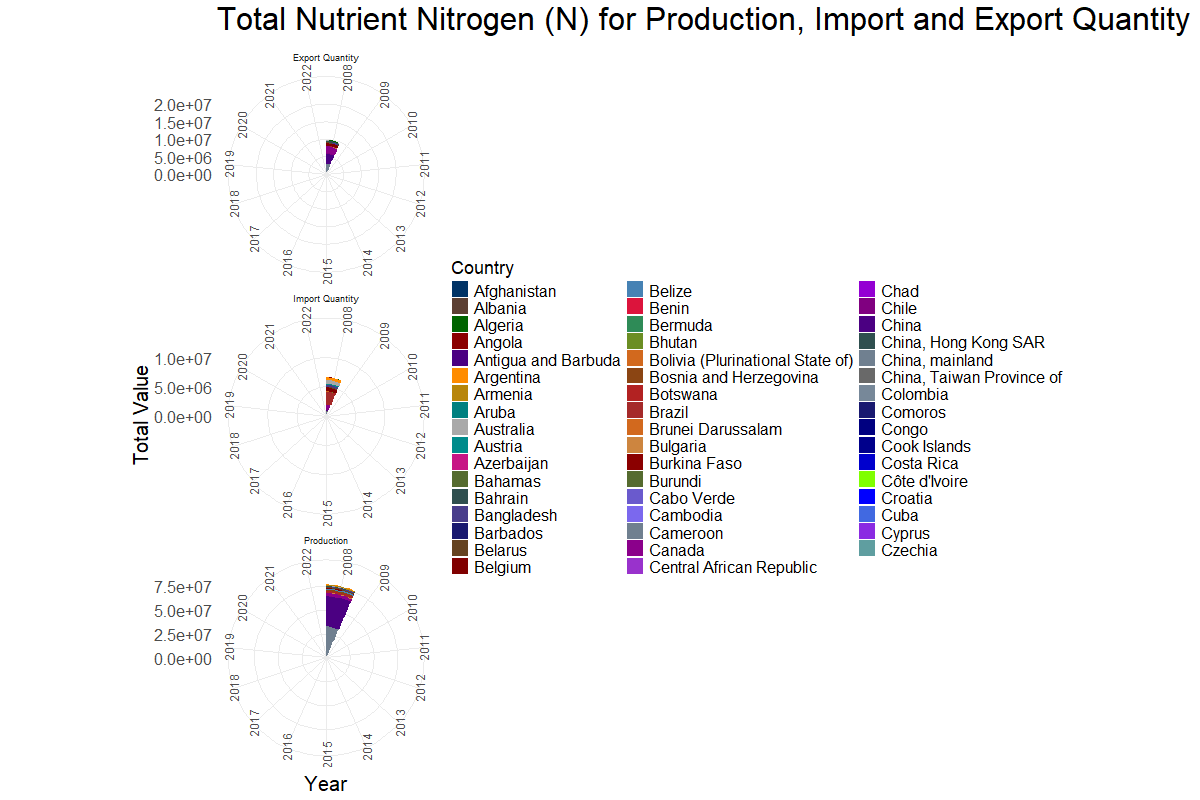 Total Nutrient Nitrogen (N) for Production, Import and Export Quantity
Export Quantity
2008
2009
2010
2011
2012
2013
2014
2015
2016
2017
2018
2019
2020
2021
2022
2.0e+07
1.5e+07
1.0e+07
5.0e+06
0.0e+00
Import Quantity
2008
2009
2010
2011
2012
2013
2014
2015
2016
2017
2018
2019
2020
2021
2022
1.0e+07
5.0e+06
0.0e+00
Production
2008
2009
2010
2011
2012
2013
2014
2015
2016
2017
2018
2019
2020
2021
2022
7.5e+07
5.0e+07
2.5e+07
0.0e+00
Total Value
Year
Country
Afghanistan
Albania
Algeria
Angola
Antigua and Barbuda
Argentina
Armenia
Aruba
Australia
Austria
Azerbaijan
Bahamas
Bahrain
Bangladesh
Barbados
Belarus
Belgium
Belize
Benin
Bermuda
Bhutan
Bolivia (Plurinational State of)
Bosnia and Herzegovina
Botswana
Brazil
Brunei Darussalam
Bulgaria
Burkina Faso
Burundi
Cabo Verde
Cambodia
Cameroon
Canada
Central African Republic
Chad
Chile
China
China, Hong Kong SAR
China, mainland
China, Taiwan Province of
Colombia
Comoros
Congo
Cook Islands
Costa Rica
Côte d'Ivoire
Croatia
Cuba
Cyprus
Czechia